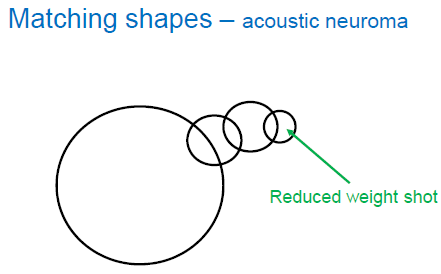 Matching shapes – acoustic neuroma
Reduced weight shot